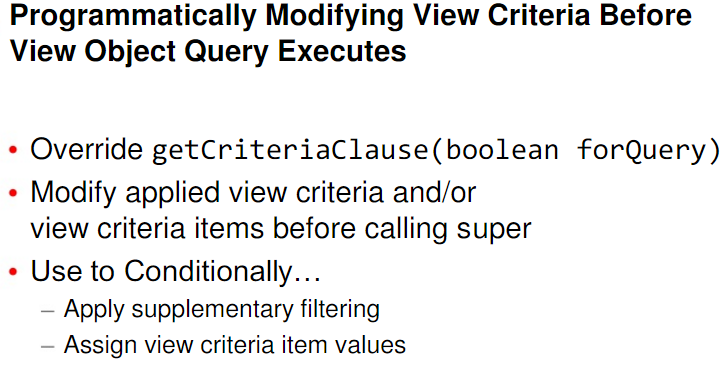 Programmatically Modifying View Criteria Before
View Object Query Executes
• Override getCriteriaClause(boolean forQuery)
• Modify applied view criteria and/or
view criteria items before calling super
• Use to Conditionally…
– Apply supplementary filtering
– Assign view criteria item values